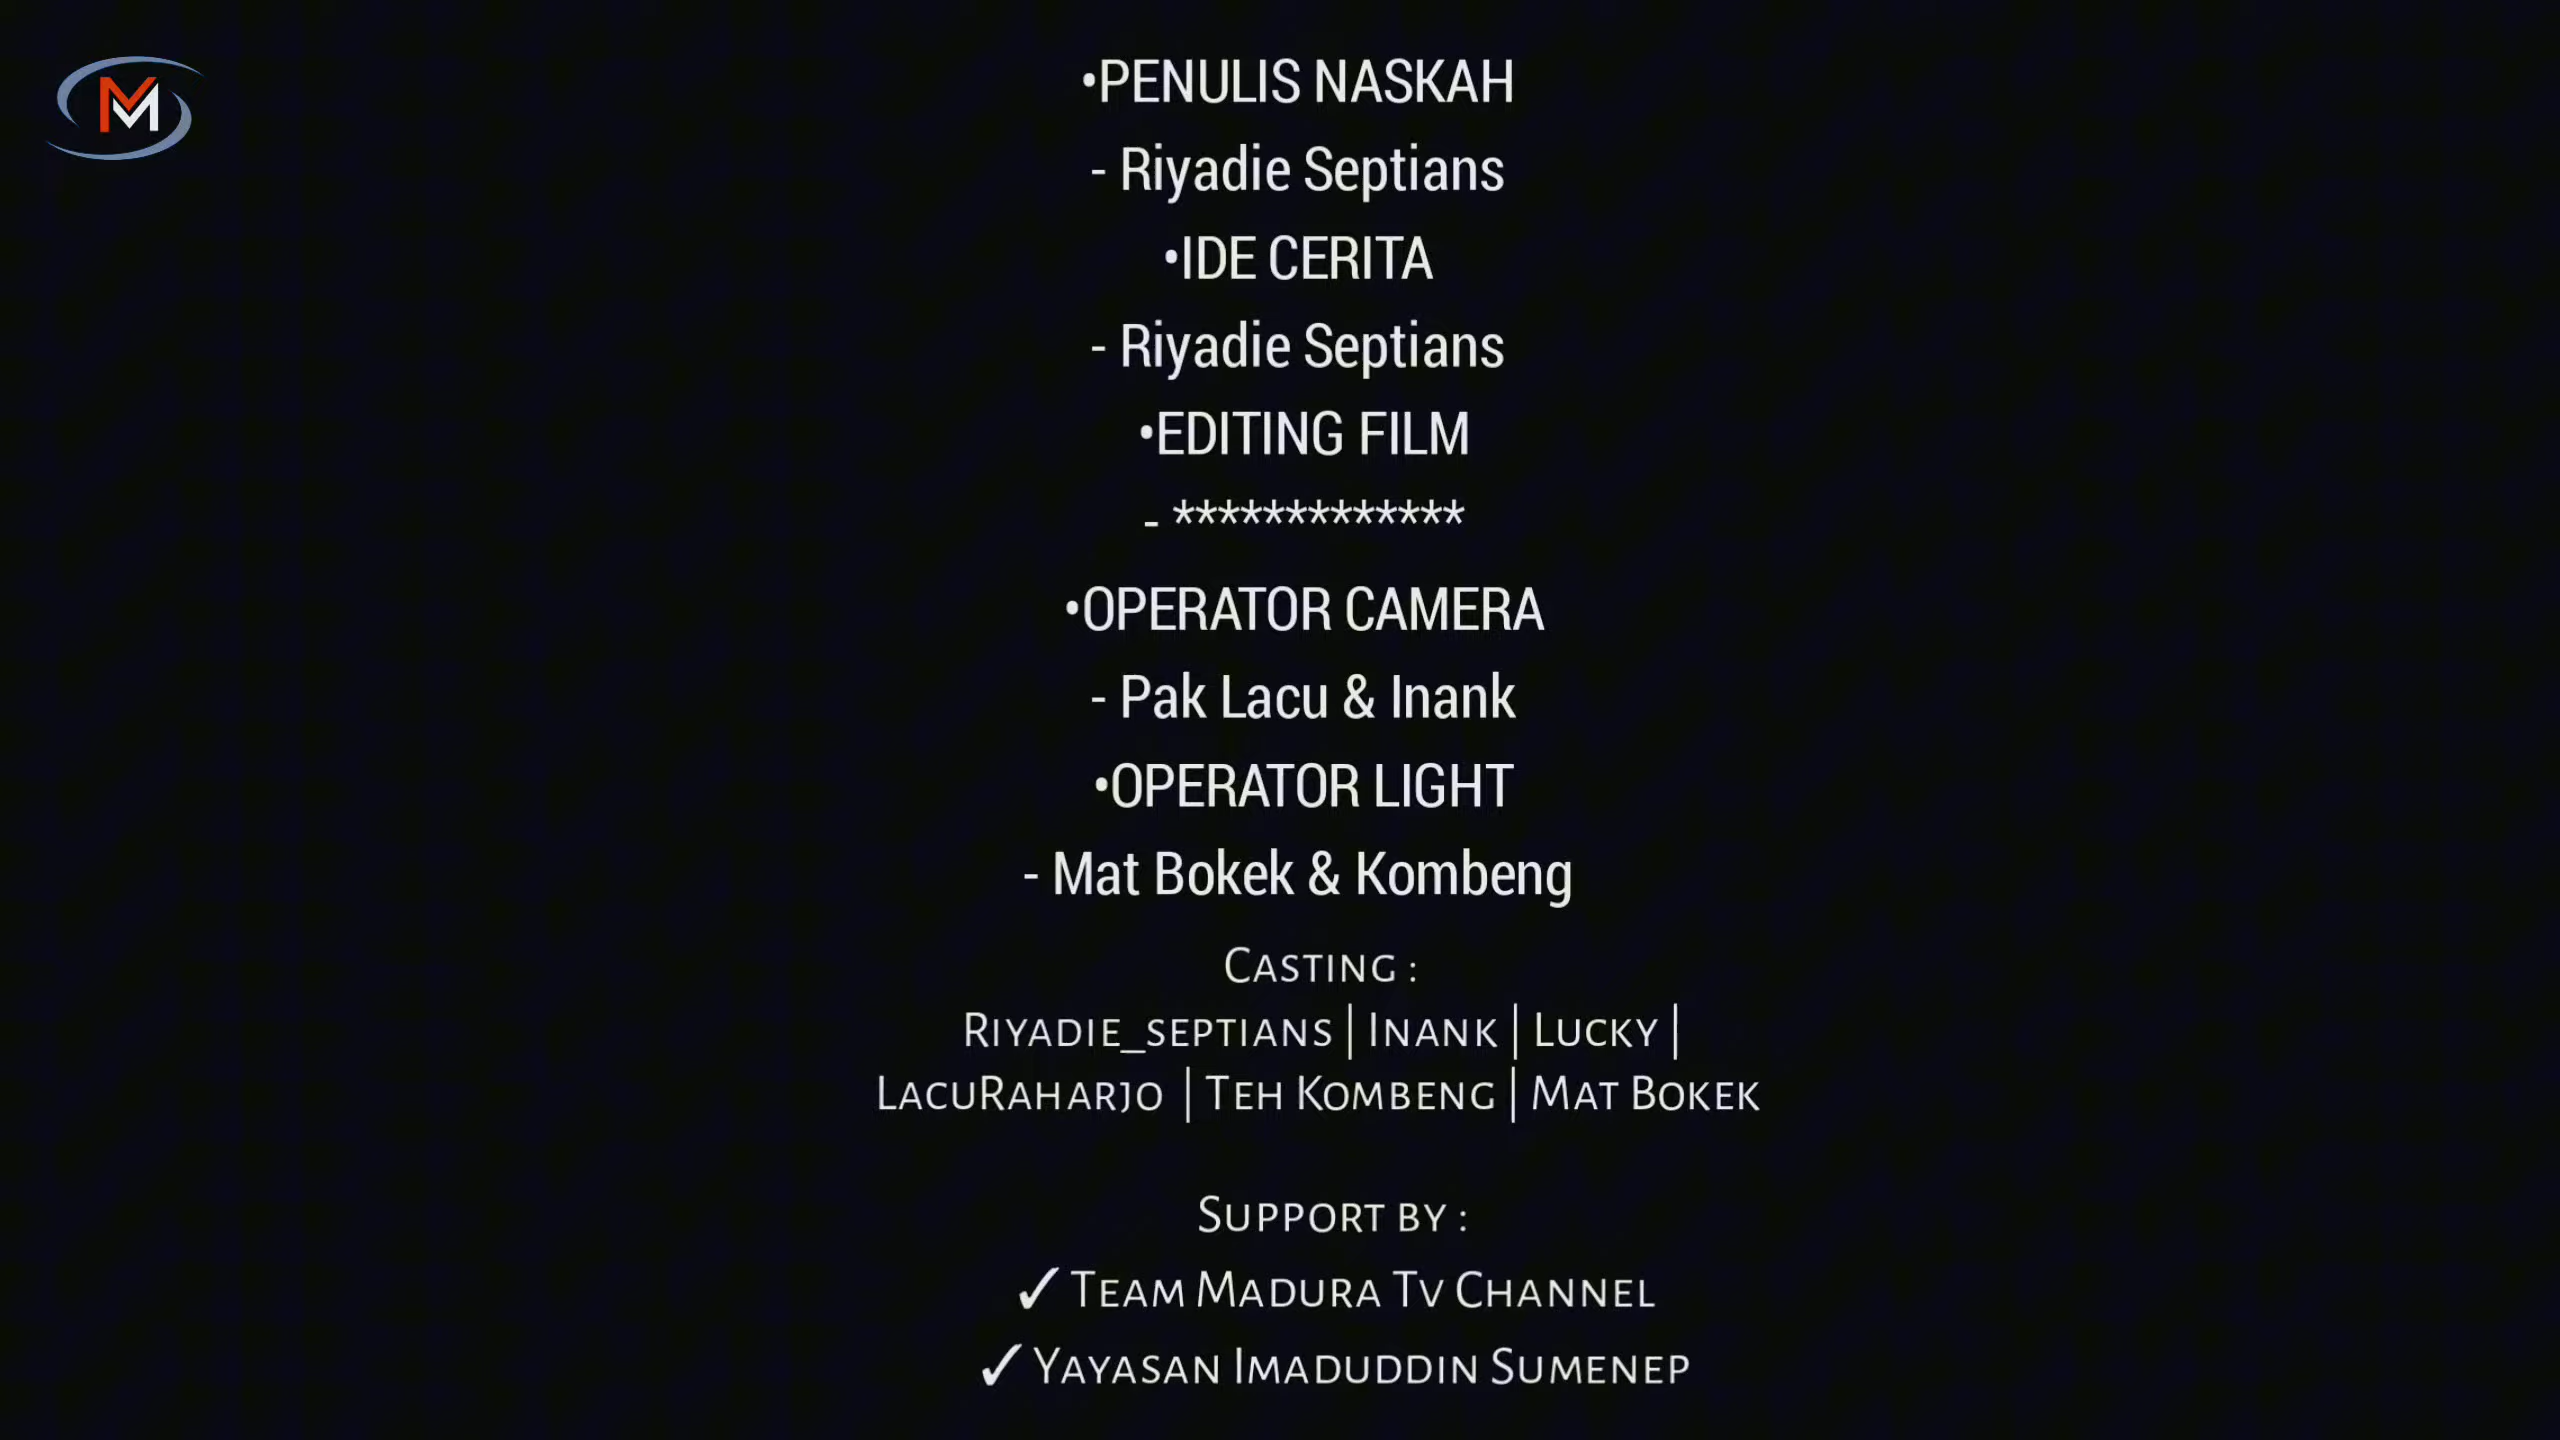 M
•PENULIS NASKAH
- Riyadie Septians
•IDE CERITA
- Riyadie Septians
•EDITING FILM
- *************
•OPERATOR CAMERA
- Pak Lacu & Inank
•OPERATOR LIGHT
- Mat Bokek & Kombeng
Casting :
Riyadie_septians | Inank | Lucky |
LacuRaharjo | Teh Kombeng | Mat Bokek
Support by :
✓ Team Madura Tv Channel
✓ Yayasan Imaduddin Sumenep